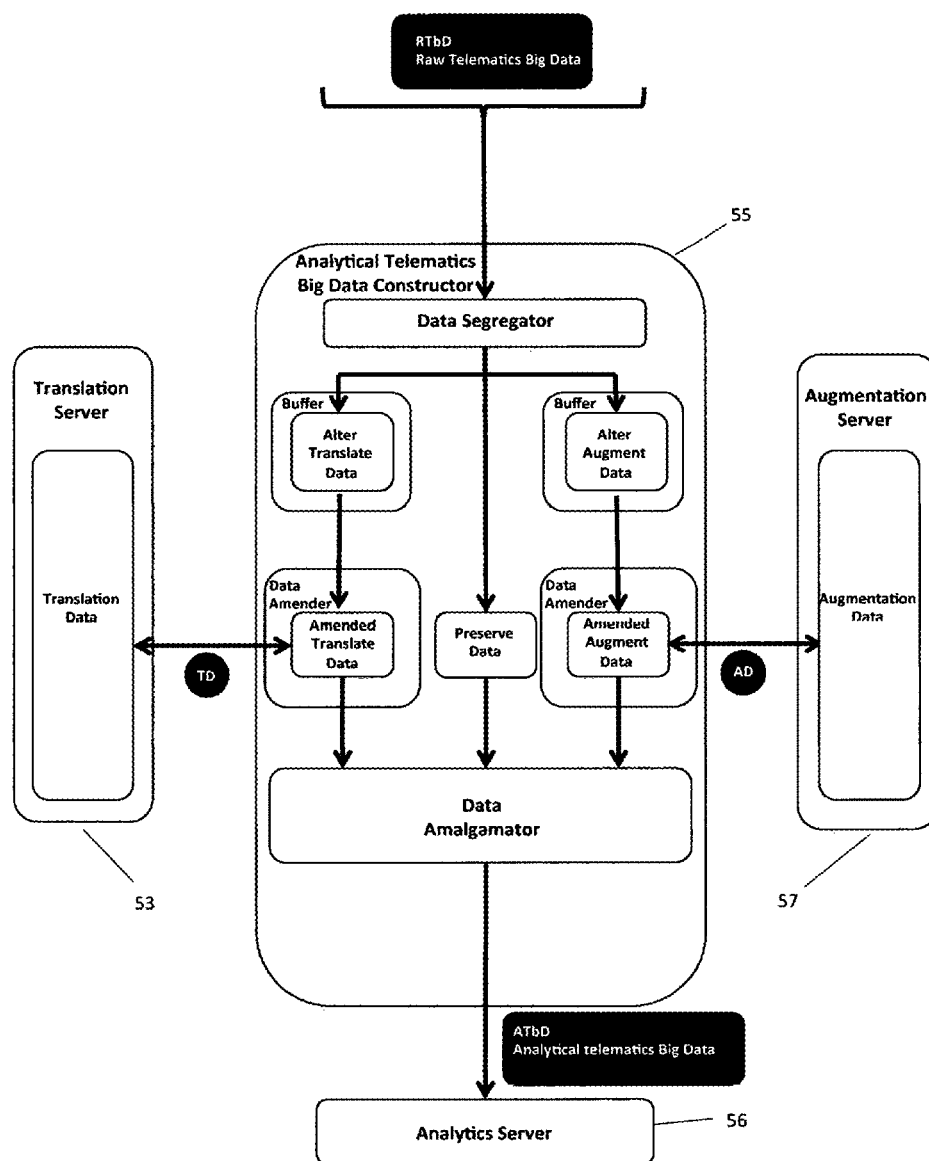 RTbD
Raw Telematics Big Data
55
Analytical Telematics
Big Data Constructor
Data Segregator
Translation
Server
Buffer
Alter
Translate
Data
Buffer
Alter
Augment
Data
Augmentation
Server
Translation
Data
Data
Amender
Amended
Translate
Data
Preserve
Data
Data
Amender
Amended
Augment
Data
Augmentation
Data
TD
AD
Data
Amalgamator
53
57
ATbD
Analytical telematics Big Data
Analytics Server
56